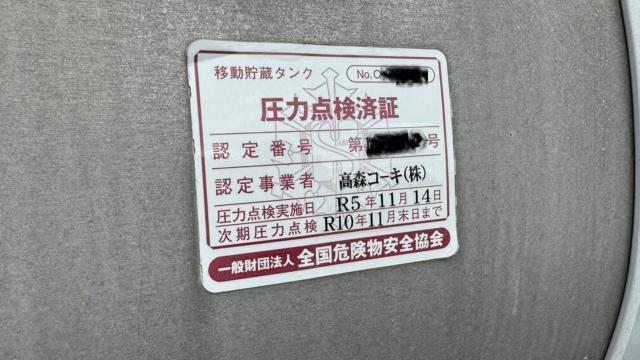 移動貯蔵タンク No.C
圧力点検済証
認定番号 第 号
認定事業者 高森コーキ(株)
圧力点検実施日 R5年11月14日
次期圧力点検 R10年11月末日まで
一般財団法人 全国危険物安全協会